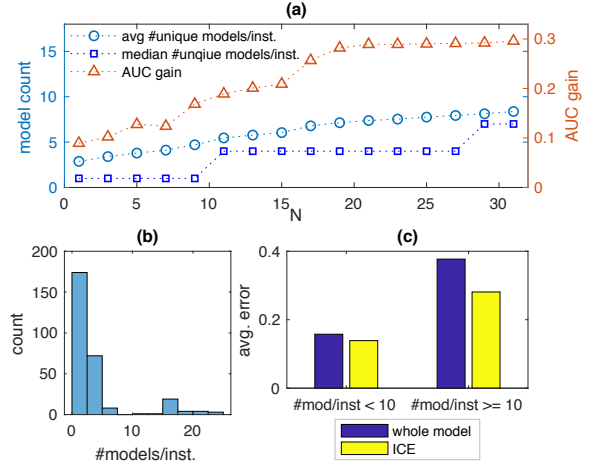 (a)
avg #unique models/inst.
median #unqiue models/inst.
AUC gain
model count
AUC gain
15
10
5
0
0.3
0.2
0.1
0
0 5 10 15 20 25 30
N
(b)
count
200
150
100
50
0
0 10 20
#models/inst.
(c)
avg. error
0.4
0.2
0
#mod/inst < 10 #mod/inst >= 10
whole model
ICE